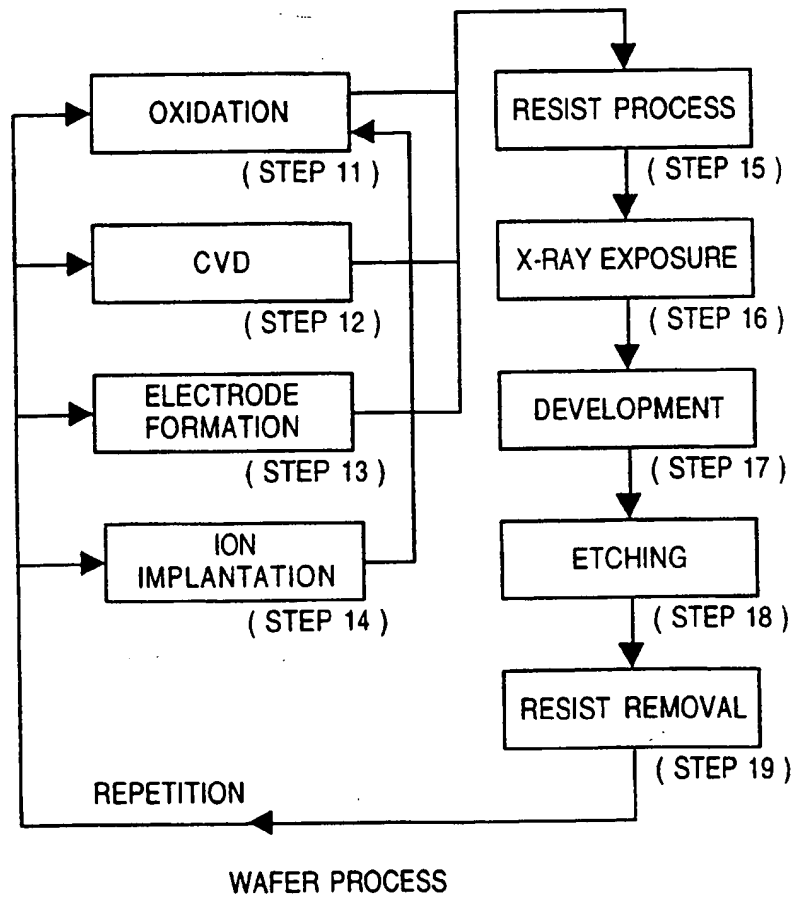 OXIDATION
( STEP 11 )
CVD
( STEP 12 )
ELECTRODE
FORMATION
( STEP 13 )
ION
IMPLANTATION
( STEP 14 )
RESIST PROCESS
( STEP 15 )
X-RAY EXPOSURE
( STEP 16 )
DEVELOPMENT
( STEP 17 )
ETCHING
( STEP 18 )
RESIST REMOVAL
( STEP 19 )
REPETITION
WAFER PROCESS